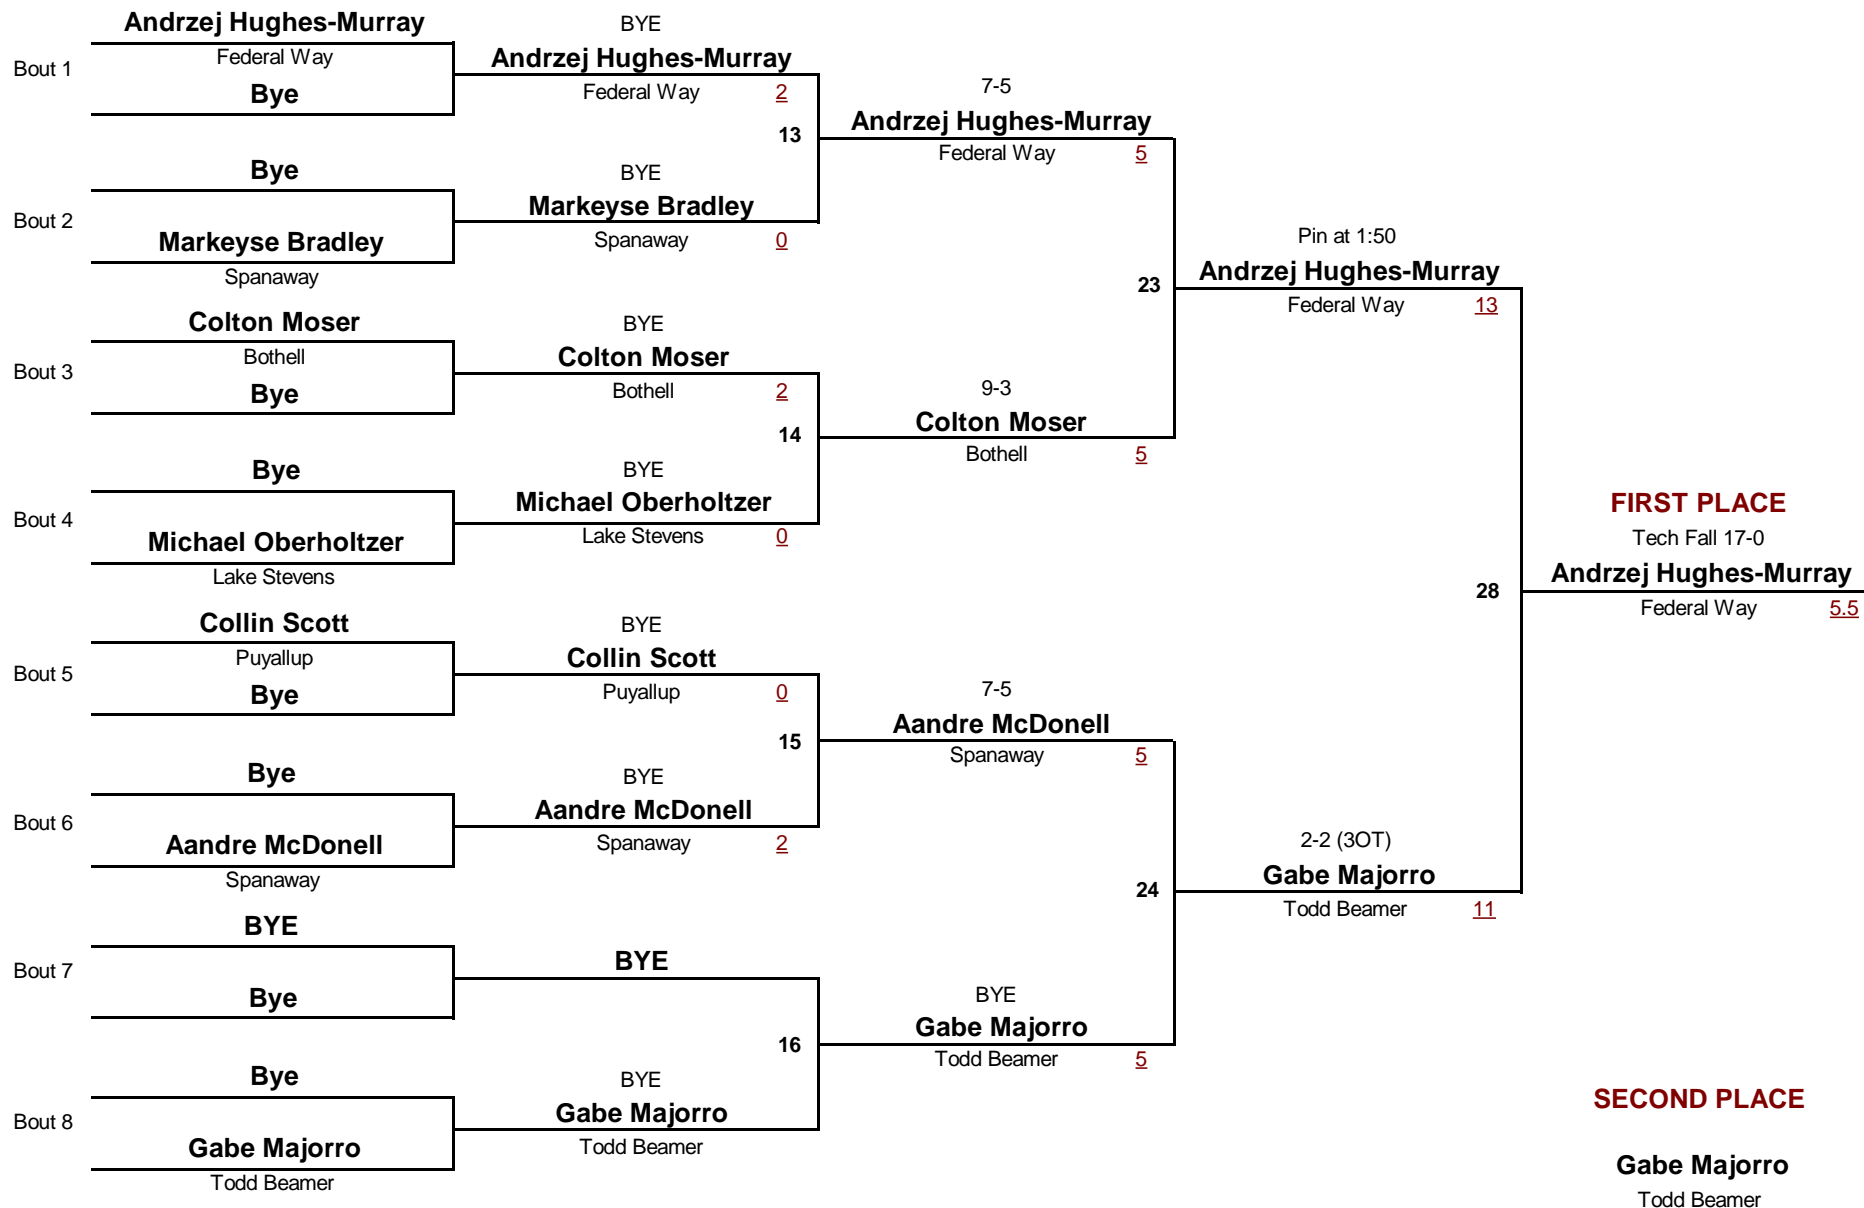 Andrzej Hughes-Murray
Federal Way
Bout 1
Bye
Bye
Bout 2
Markeyse Bradley
Spanaway
Colton Moser
Bothell
Bout 3
Bye
Bye
Bout 4
Michael Oberholtzer
Lake Stevens
Collin Scott
Puyallup
Bout 5
Bye
Bye
Bout 6
Aandre McDonell
Spanaway
BYE
Bout 7
Bye
Bye
Bout 8
Gabe Majorro
Todd Beamer
BYE
Andrzej Hughes-Murray
Federal Way 2
13
BYE
Markeyse Bradley
Spanaway 0
BYE
Colton Moser
Bothell 2
14
BYE
Michael Oberholtzer
Lake Stevens 0
BYE
Collin Scott
Puyallup 0
15
BYE
Aandre McDonell
Spanaway 2
BYE
16
BYE
Gabe Majorro
Todd Beamer
7-5
Andrzej Hughes-Murray
Federal Way 5
23
9-3
Colton Moser
Bothell 5
7-5
Aandre McDonell
Spanaway 5
24
BYE
Gabe Majorro
Todd Beamer 5
Pin at 1:50
Andrzej Hughes-Murray
Federal Way 13
28
2-2 (3OT)
Gabe Majorro
Todd Beamer 11
FIRST PLACE
Tech Fall 17-0
Andrzej Hughes-Murray
Federal Way 5.5
SECOND PLACE
Gabe Majorro
Todd Beamer